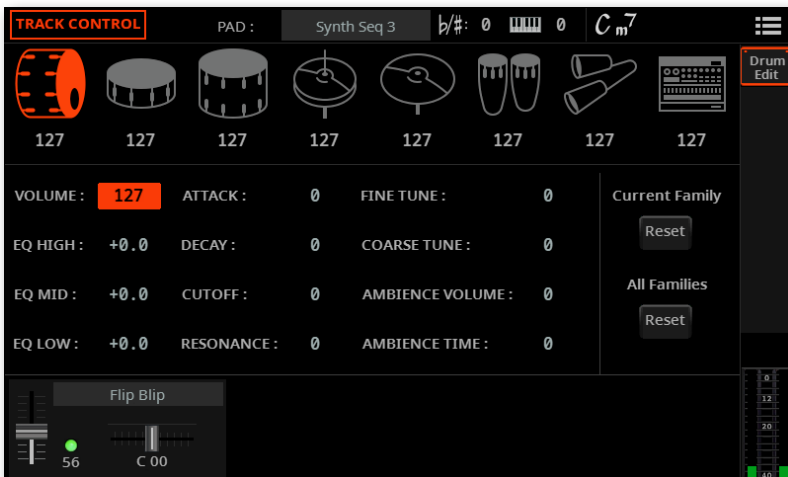 TRACK CONTROL PAD : Synth Seq 3 b/#: 0 0 Cm7
Drum
Edit
127 127 127 127 127 127 127 127
VOLUME : 127 ATTACK : 0 FINE TUNE : 0 Current Family
Reset
EQ HIGH : +0.0 DECAY : 0 COARSE TUNE : 0
EQ MID : +0.0 CUTOFF : 0 AMBIENCE VOLUME : 0 All Families
Reset
EQ LOW : +0.0 RESONANCE : 0 AMBIENCE TIME : 0
Flip Blip
56 C 00
0
12
20
40